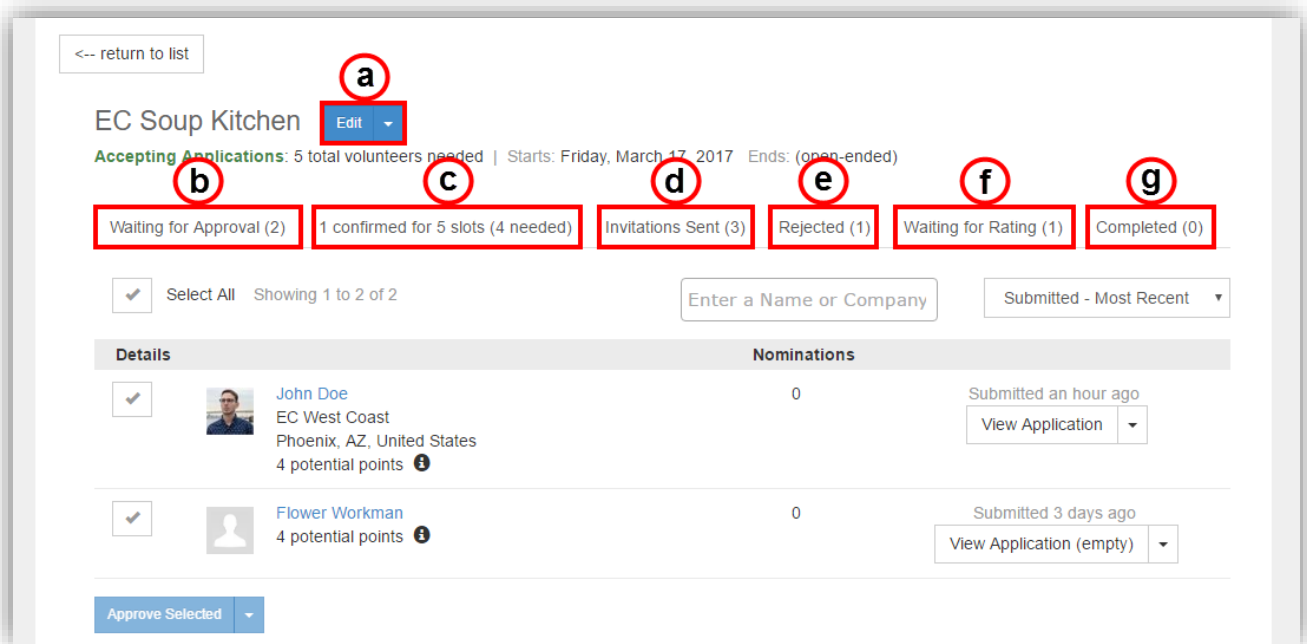 <-- return to list
a
EC Soup Kitchen Edit
Accepting Applications: 5 total volunteers needed | Starts: Friday, March 17, 2017 Ends: (open-ended)
b c d e f g
Waiting for Approval (2) 1 confirmed for 5 slots (4 needed) Invitations Sent (3) Rejected (1) Waiting for Rating (1) Completed (0)
Select All Showing 1 to 2 of 2 Enter a Name or Company Submitted - Most Recent
Details Nominations
John Doe 0 Submitted an hour ago
EC West Coast View Application
Phoenix, AZ, United States
4 potential points
Flower Workman 0 Submitted 3 days ago
4 potential points View Application (empty)
Approve Selected